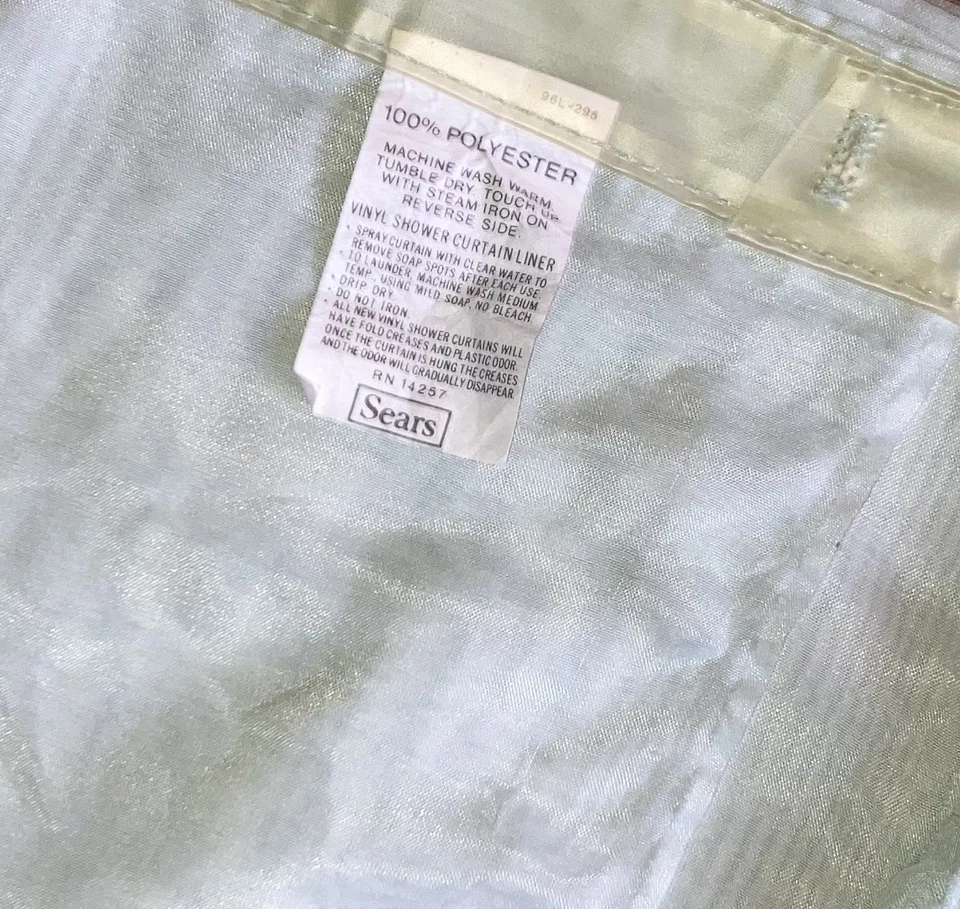 96L-296
100% POLYESTER
MACHINE WASH WARM.
TUMBLE DRY. TOUCH UP
WITH STEAM IRON ON
REVERSE SIDE.
VINYL SHOWER CURTAIN LINER
• SPRAY CURTAIN WITH CLEAR WATER TO
REMOVE SOAP SPOTS AFTER EACH USE.
• TO LAUNDER, MACHINE WASH MEDIUM
TEMP. USING MILD SOAP, NO BLEACH.
• DRIP DRY.
• DO NOT IRON.
• ALL NEW VINYL SHOWER CURTAINS WILL
HAVE FOLD CREASES AND PLASTIC ODOR.
ONCE THE CURTAIN IS HUNG THE CREASES
AND THE ODOR WILL GRADUALLY DISAPPEAR.
RN 14257
Sears